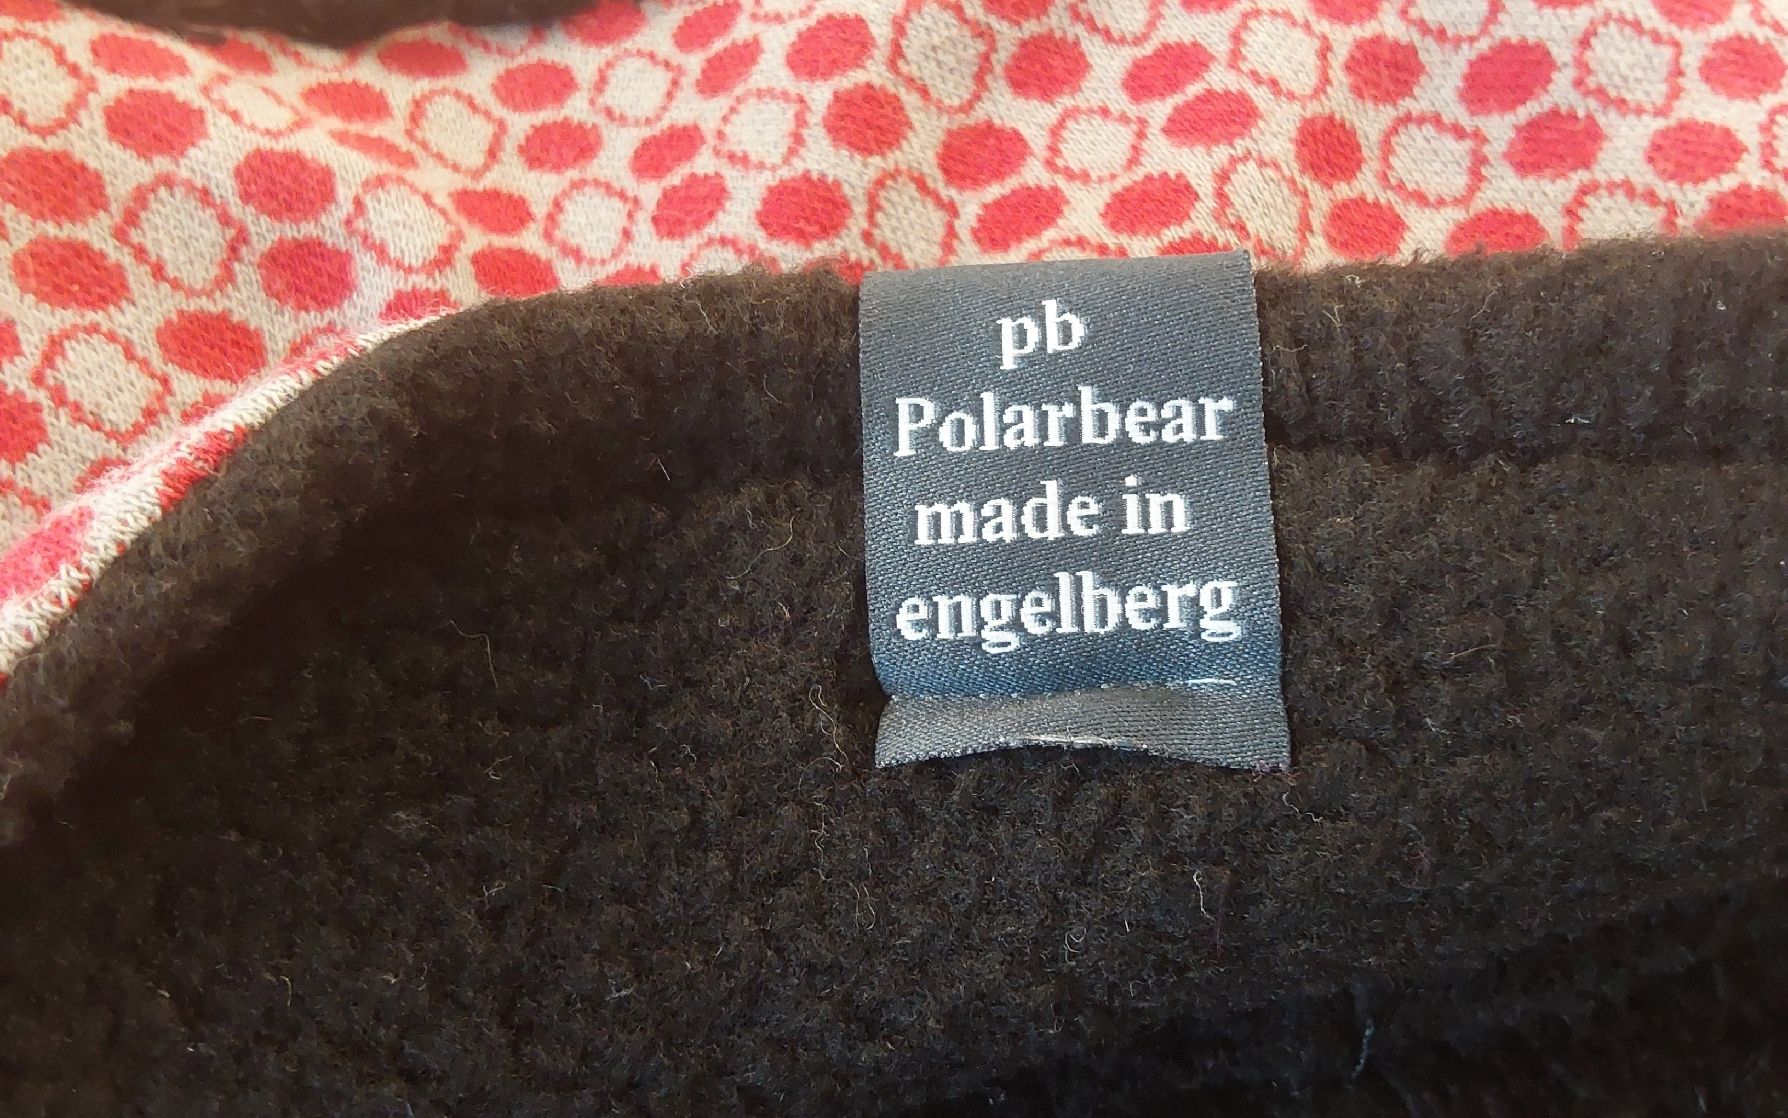 pb
Polarbear
made in
engelberg